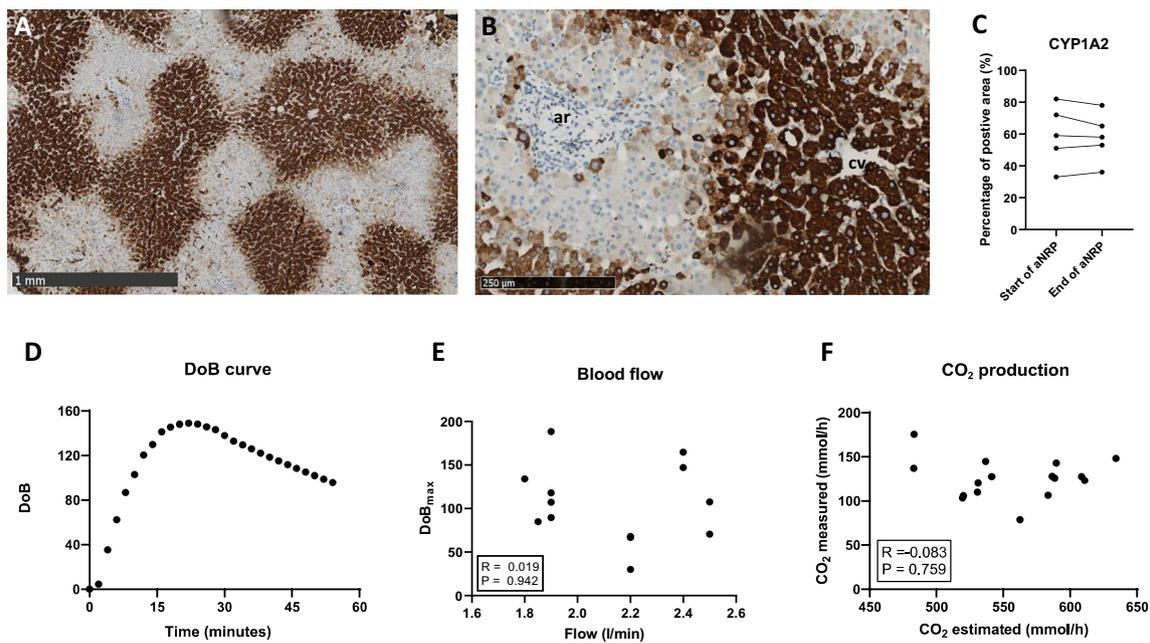 A
1 mm
B
ar
cv
250 µm
C
CYP1A2
Percentage of postive area (%)
100
80
60
40
20
0
Start of aNRP
End of aNRP
D
DoB curve
DoB
160
120
80
40
0
0 15 30 45 60
Time (minutes)
E
Blood flow
DoBmax
200
150
100
50
0
R = 0.019
P = 0.942
1.6 1.8 2.0 2.2 2.4 2.6
Flow (l/min)
F
CO2 production
CO2 measured (mmol/h)
200
150
100
50
0
R =-0.083
P = 0.759
450 500 550 600 650
CO2 estimated (mmol/h)